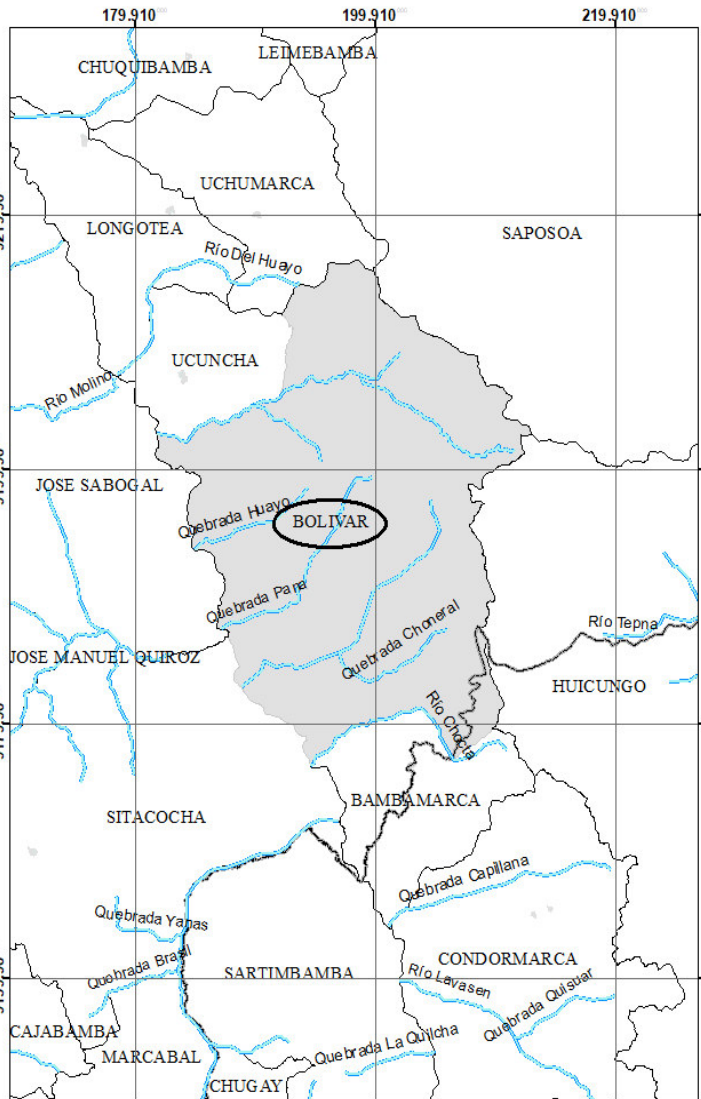 179.910
199.910
219.910
LEIMEBAMBA
CHUQUIBAMBA
UCHUMARCA
LONGOTEA
SAPOSOA
Río Del Huayo
UCUNCHA
Río Molino
JOSE SABOGAL
Quebrada Huayo
BOLIVAR
Quebrada Pana
Quebrada Choneral
Río Tepna
JOSE MANUEL QUIROZ
HUICUNGO
Río Chocta
BAMBAMARCA
SITACOCHA
Quebrada Capillana
Quebrada Yanas
Quebrada Brasil
SARTIMBAMBA
CONDORMARCA
Río Lavasen
Quebrada Quisuar
CAJABAMBA
MARCABAL
Quebrada La Quilcha
CHUGAY